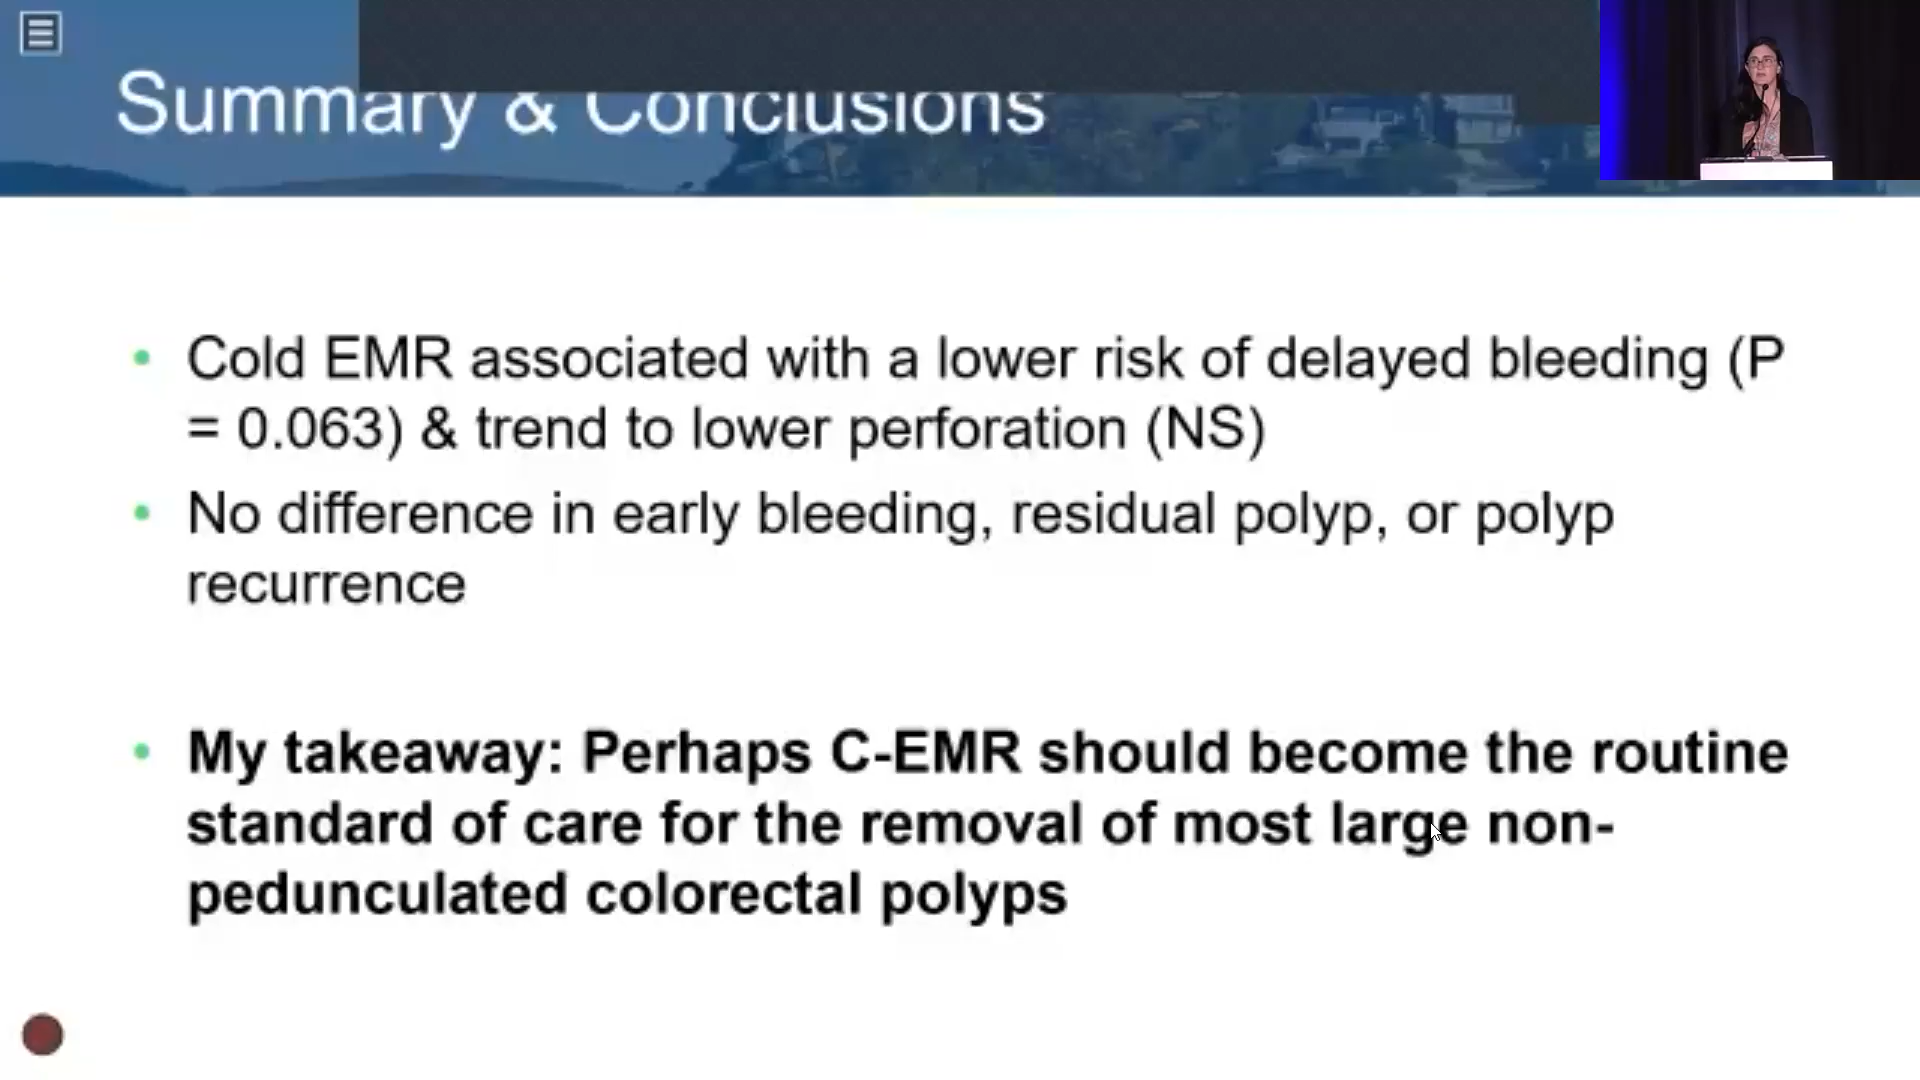 Summary & Conclusions
• Cold EMR associated with a lower risk of delayed bleeding (P
= 0.063) & trend to lower perforation (NS)
• No difference in early bleeding, residual polyp, or polyp
recurrence
• My takeaway: Perhaps C-EMR should become the routine
standard of care for the removal of most large non-
pedunculated colorectal polyps